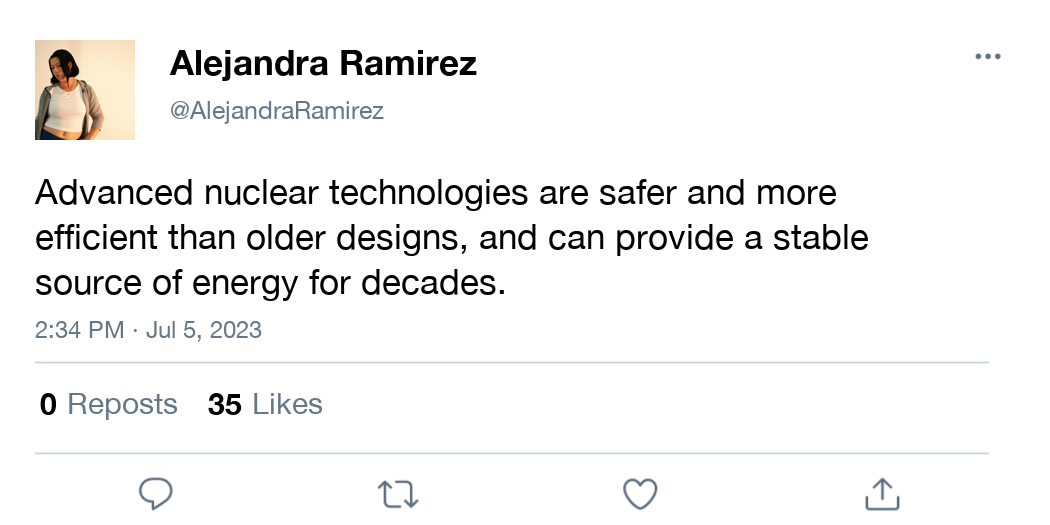 Alejandra Ramirez
@AlejandraRamirez
Advanced nuclear technologies are safer and more
efficient than older designs, and can provide a stable
source of energy for decades.
2:34 PM · Jul 5, 2023
0 Reposts 35 Likes